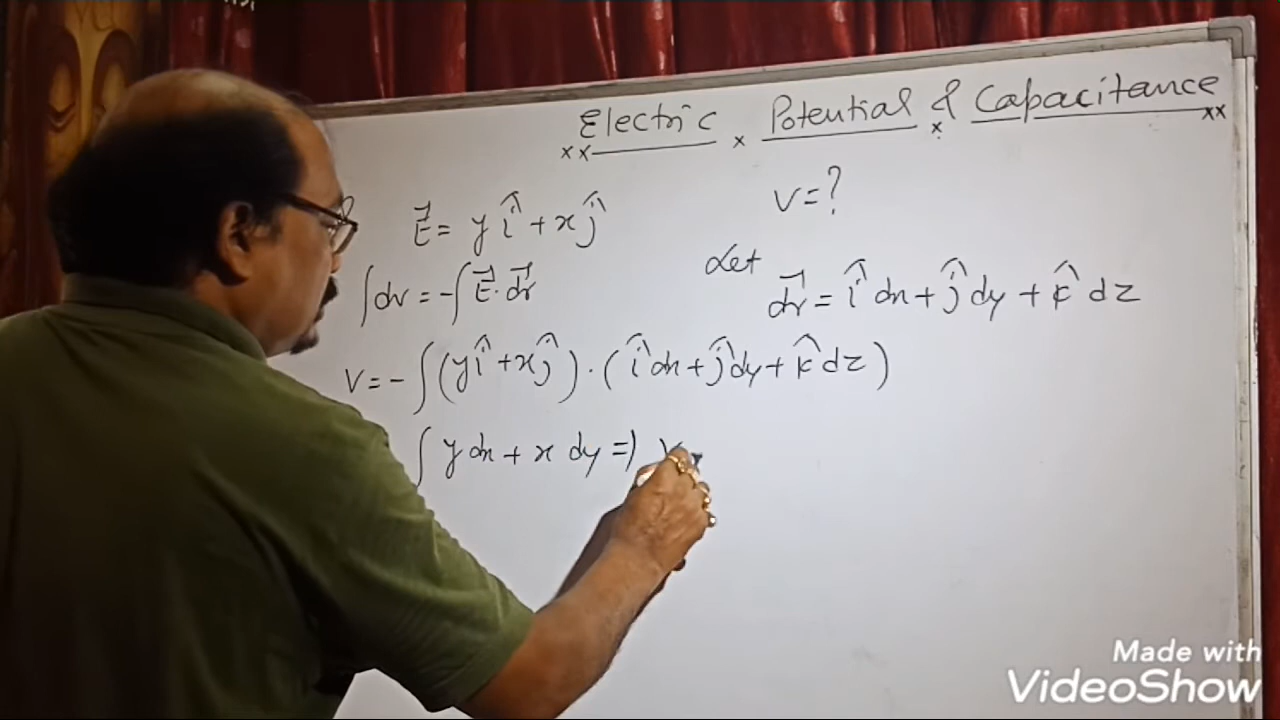 Electric Potential & Capacitance
E⃗ = y î + x ĵ
V = ?
∫dv = -∫E⃗.dr⃗
Let
dr⃗ = î dx + ĵ dy + k̂ dz
V = -∫(yî + xĵ).(î dx + ĵ dy + k̂ dz)
∫ y dx + x dy =) V
Made with
VideoShow